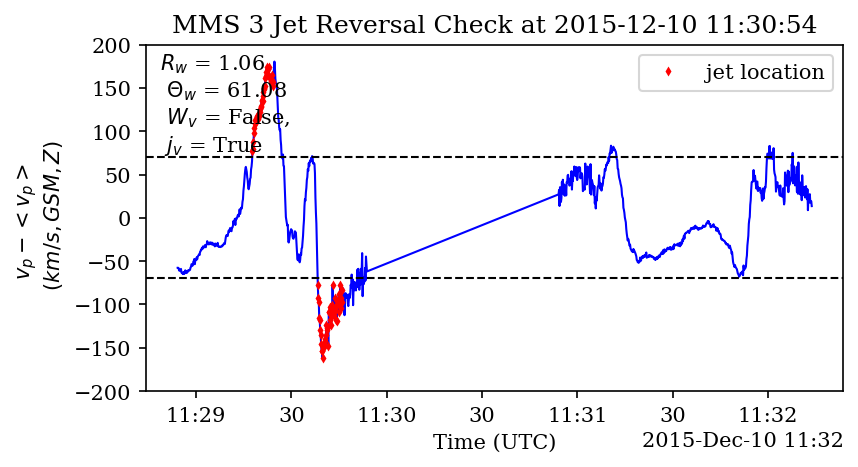 MMS 3 Jet Reversal Check at 2015-12-10 11:30:54
R_w = 1.06,
Θ_w = 61.08
W_v = False,
j_v = True
jet location
200
150
100
50
0
−50
−100
−150
−200
v_p − < v_p >
(km/s, GSM, Z)
11:29
30
11:30
30
11:31
30
11:32
Time (UTC)
2015-Dec-10 11:32